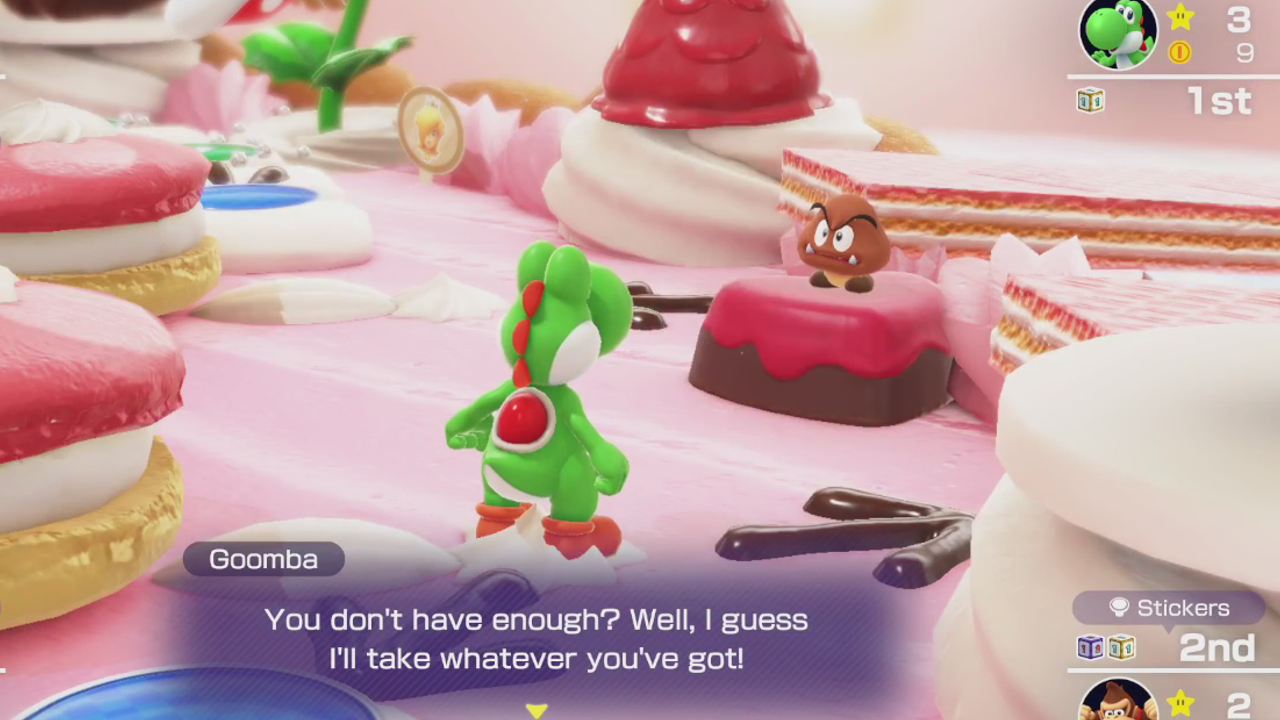 3
9
1st
Goomba
You don't have enough? Well, I guess
I'll take whatever you've got!
Stickers
2nd
2